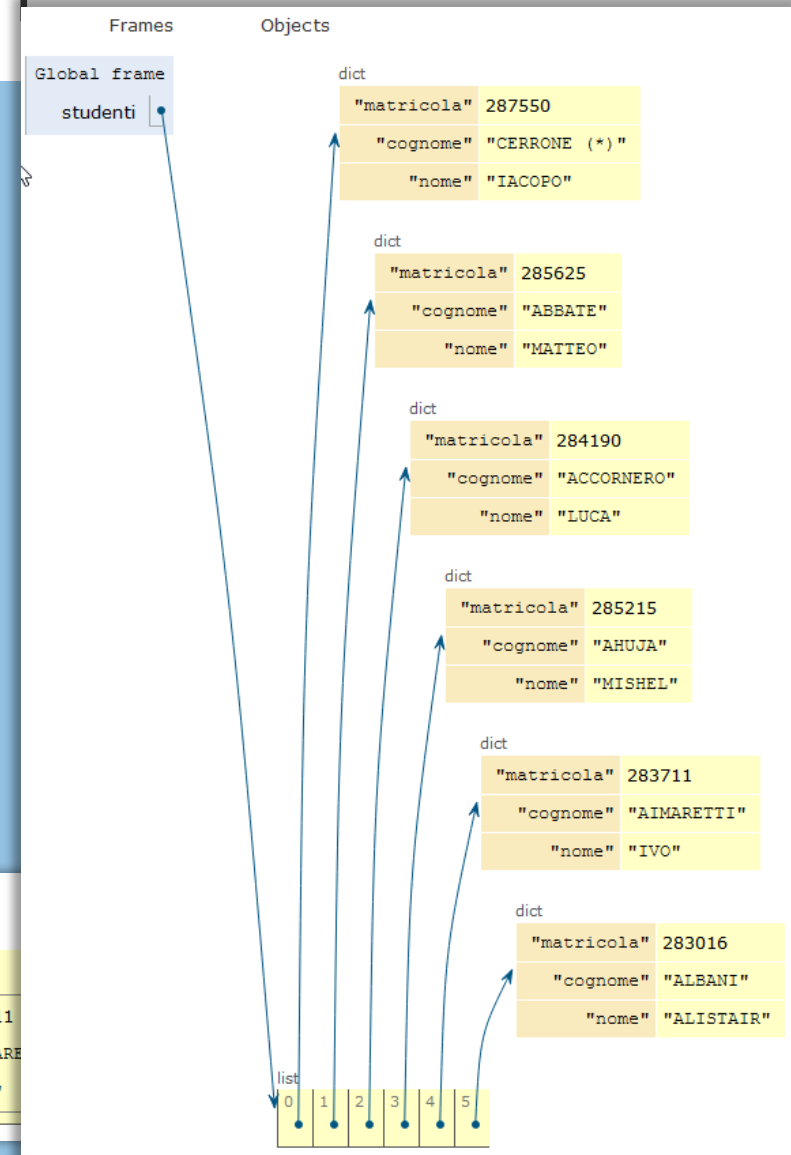 Frames Objects
Global frame
studenti
dict
"matricola" 287550
"cognome" "CERRONE (*)"
"nome" "IACOPO"
dict
"matricola" 285625
"cognome" "ABBATE"
"nome" "MATTEO"
dict
"matricola" 284190
"cognome" "ACCORNERO"
"nome" "LUCA"
dict
"matricola" 285215
"cognome" "AHUJA"
"nome" "MISHEL"
dict
"matricola" 283711
"cognome" "AIMARETTI"
"nome" "IVO"
dict
"matricola" 283016
"cognome" "ALBANI"
"nome" "ALISTAIR"
list
0 1 2 3 4 5